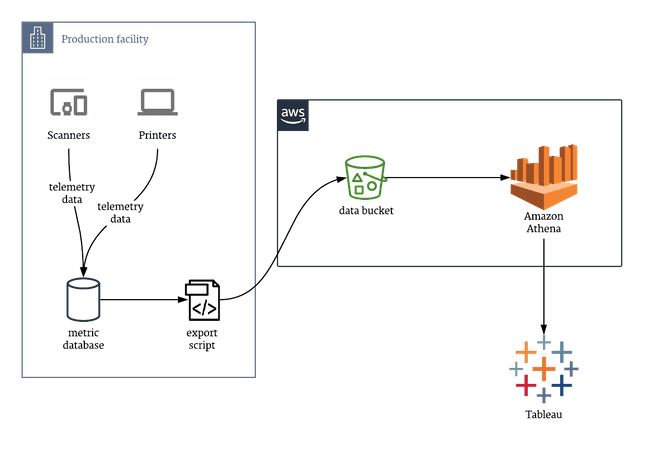 Production facility
Scanners
Printers
telemetry
data
telemetry
data
metric
database
export
script
</>
aws
data bucket
Amazon
Athena
Tableau